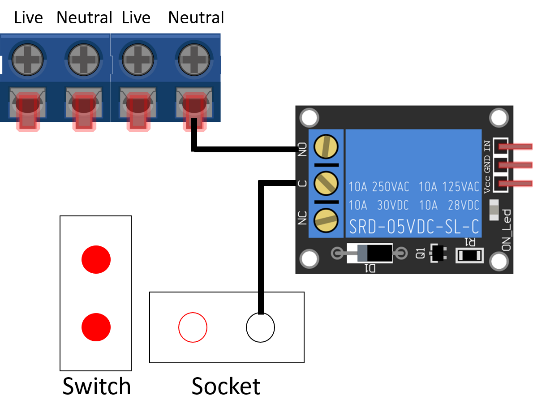 Live Neutral Live Neutral
NO
C
NC
10A 250VAC 10A 125VAC
10A 30VDC 10A 28VDC
SRD-05VDC-SL-C
Vcc GND IN
ON_Led
D1
Q1
R1
Switch
Socket